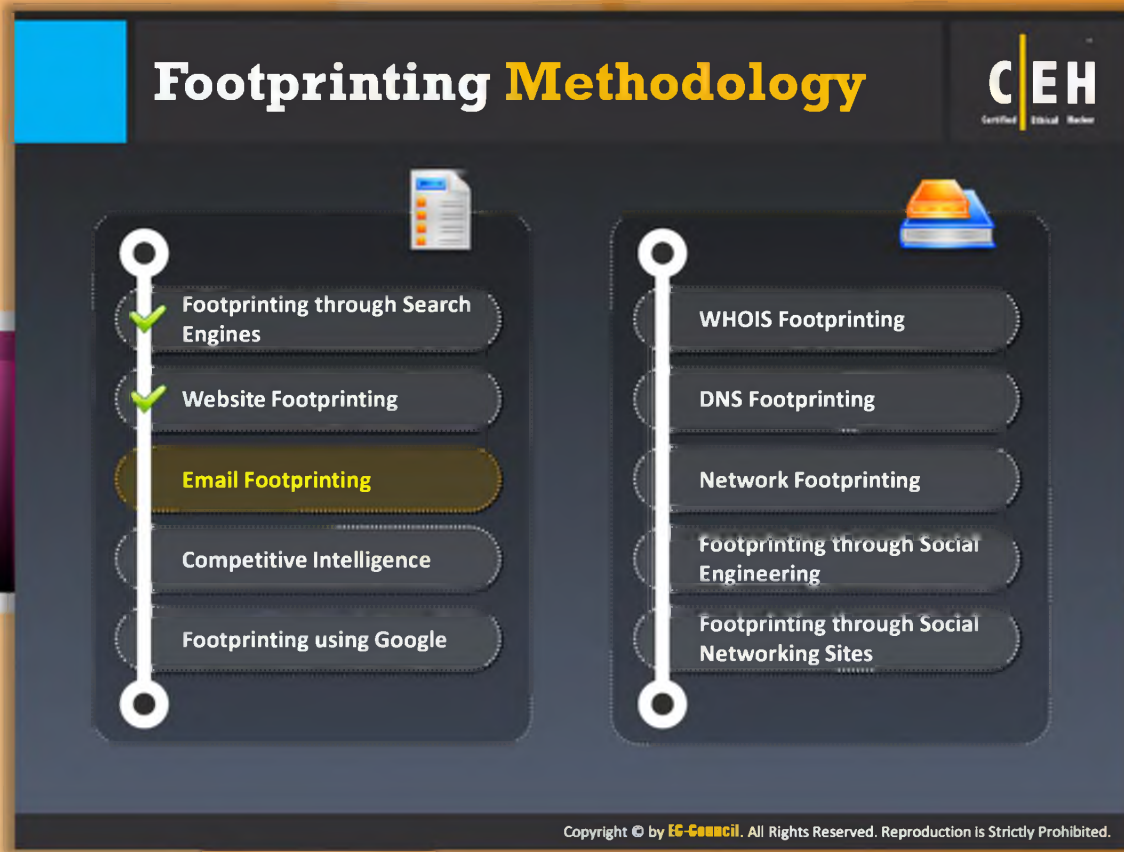 Footprinting Methodology
C|EH
Certified Ethical Hacker
Footprinting through Search
Engines
Website Footprinting
Email Footprinting
Competitive Intelligence
Footprinting using Google
WHOIS Footprinting
DNS Footprinting
Network Footprinting
Footprinting through Social
Engineering
Footprinting through Social
Networking Sites
Copyright © by EC-Council. All Rights Reserved. Reproduction is Strictly Prohibited.